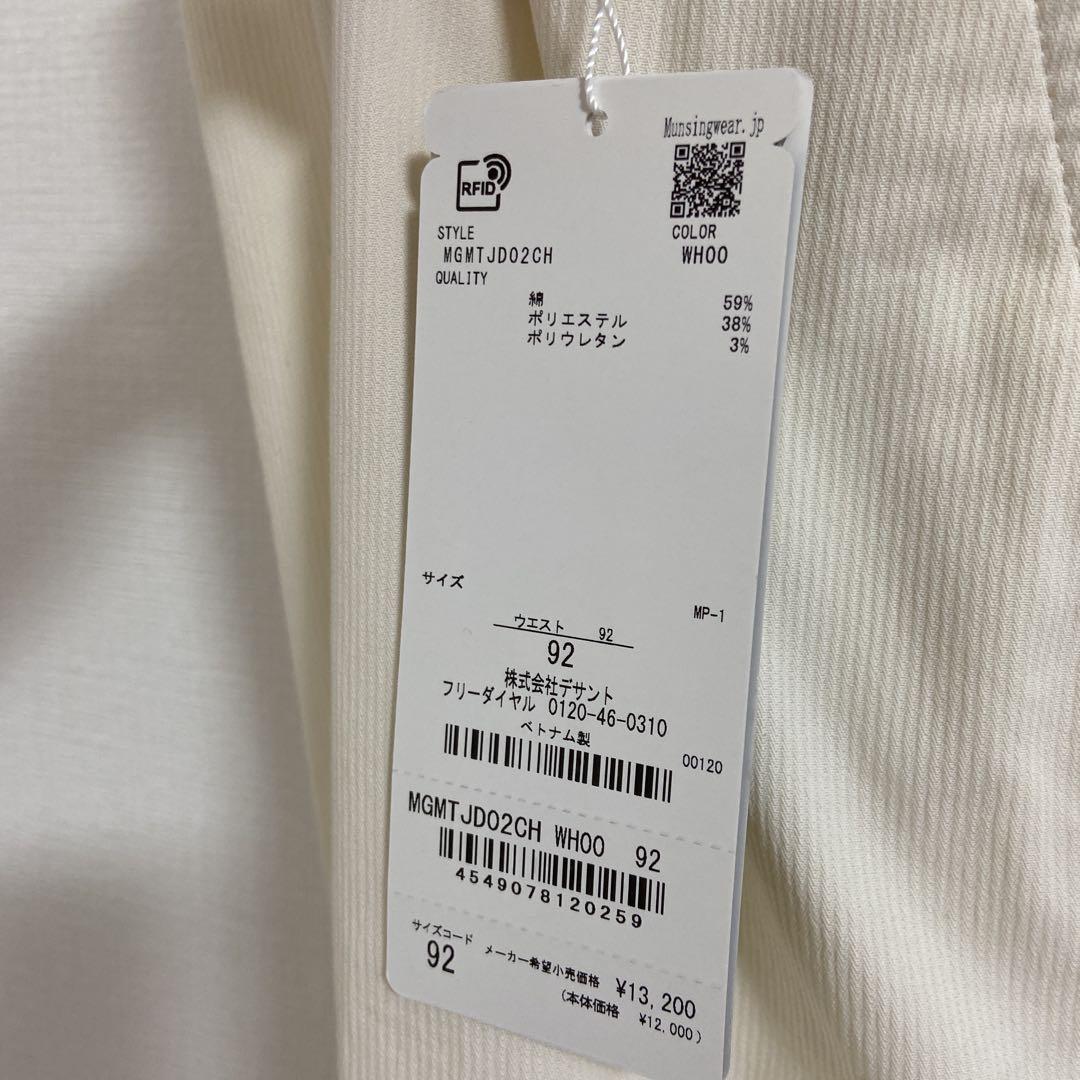 Munsingwear.jp
RFID
STYLE
COLOR
MGMTJD02CH
WH00
QUALITY
綿 59%
ポリエステル 38%
ポリウレタン 3%
サイズ
MP-1
ウエスト 92
92
株式会社デサント
フリーダイヤル 0120-46-0310
ベトナム製
00120
MGMTJD02CH WH00 92
4549078120259
サイズコード
92
メーカー希望小売価格 ¥13,200
(本体価格 ¥12,000)